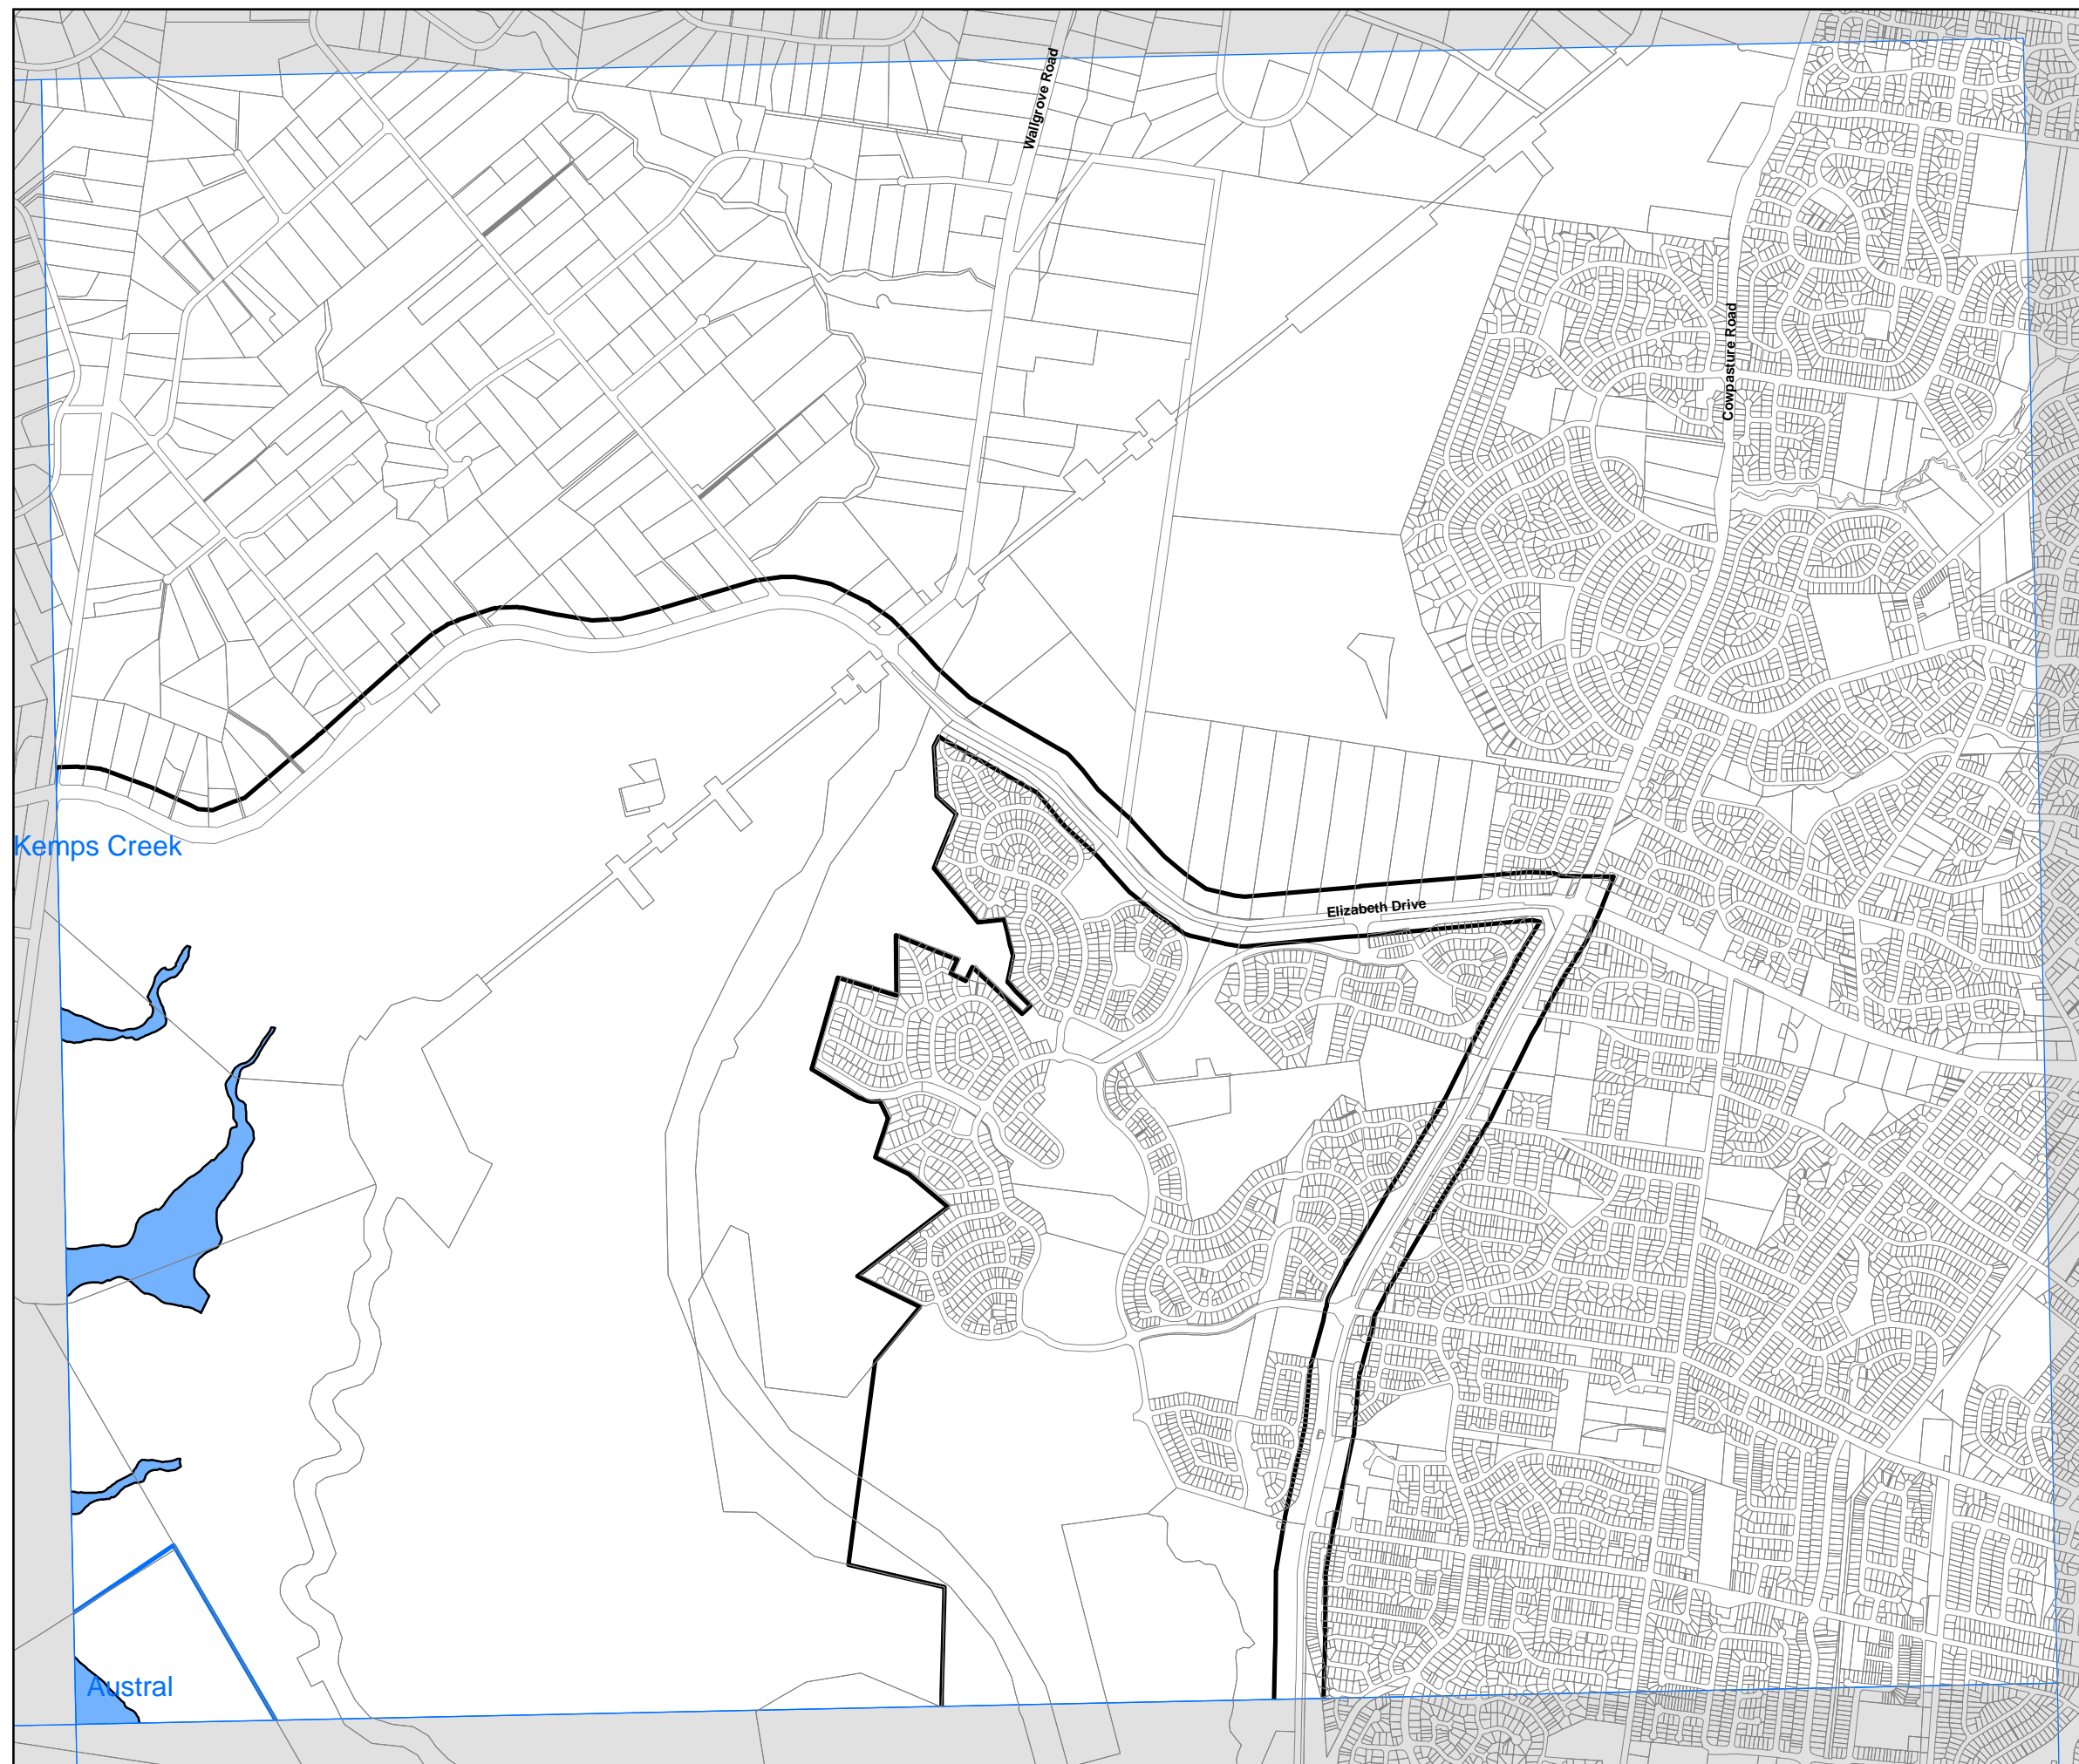 Wallgrove Road
Cowpasture Road
Kemps Creek
Elizabeth Drive
Austral